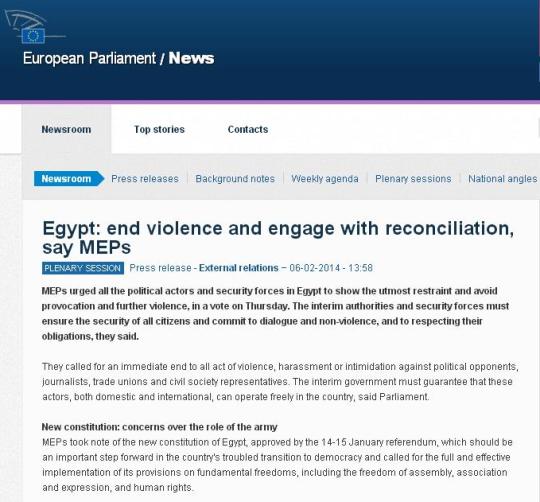 European Parliament / News
Newsroom Top stories Contacts
Newsroom Press releases Background notes Weekly agenda Plenary sessions National angles
Egypt: end violence and engage with reconciliation,
say MEPs
PLENARY SESSION Press release - External relations − 06-02-2014 - 13:58
MEPs urged all the political actors and security forces in Egypt to show the utmost restraint and avoid
provocation and further violence, in a vote on Thursday. The interim authorities and security forces must
ensure the security of all citizens and commit to dialogue and non-violence, and to respecting their
obligations, they said.
They called for an immediate end to all act of violence, harassment or intimidation against political opponents,
journalists, trade unions and civil society representatives. The interim government must guarantee that these
actors, both domestic and international, can operate freely in the country, said Parliament.
New constitution: concerns over the role of the army
MEPs took note of the new constitution of Egypt, approved by the 14-15 January referendum, which should be
an important step forward in the country's troubled transition to democracy and called for the full and effective
implementation of its provisions on fundamental freedoms, including the freedom of assembly, association
and expression, and human rights.